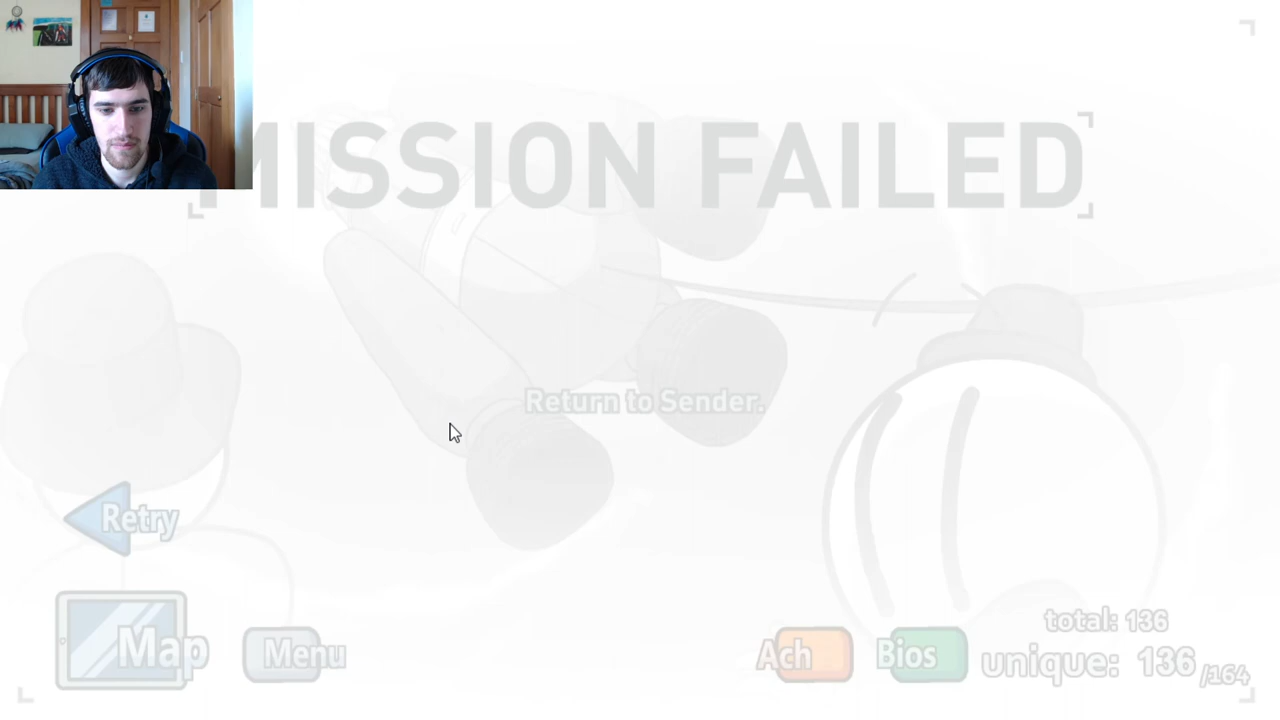 MISSION FAILED
Return to Sender.
Retry
Map
Menu
Ach
Bios
total: 136
unique: 136 /164